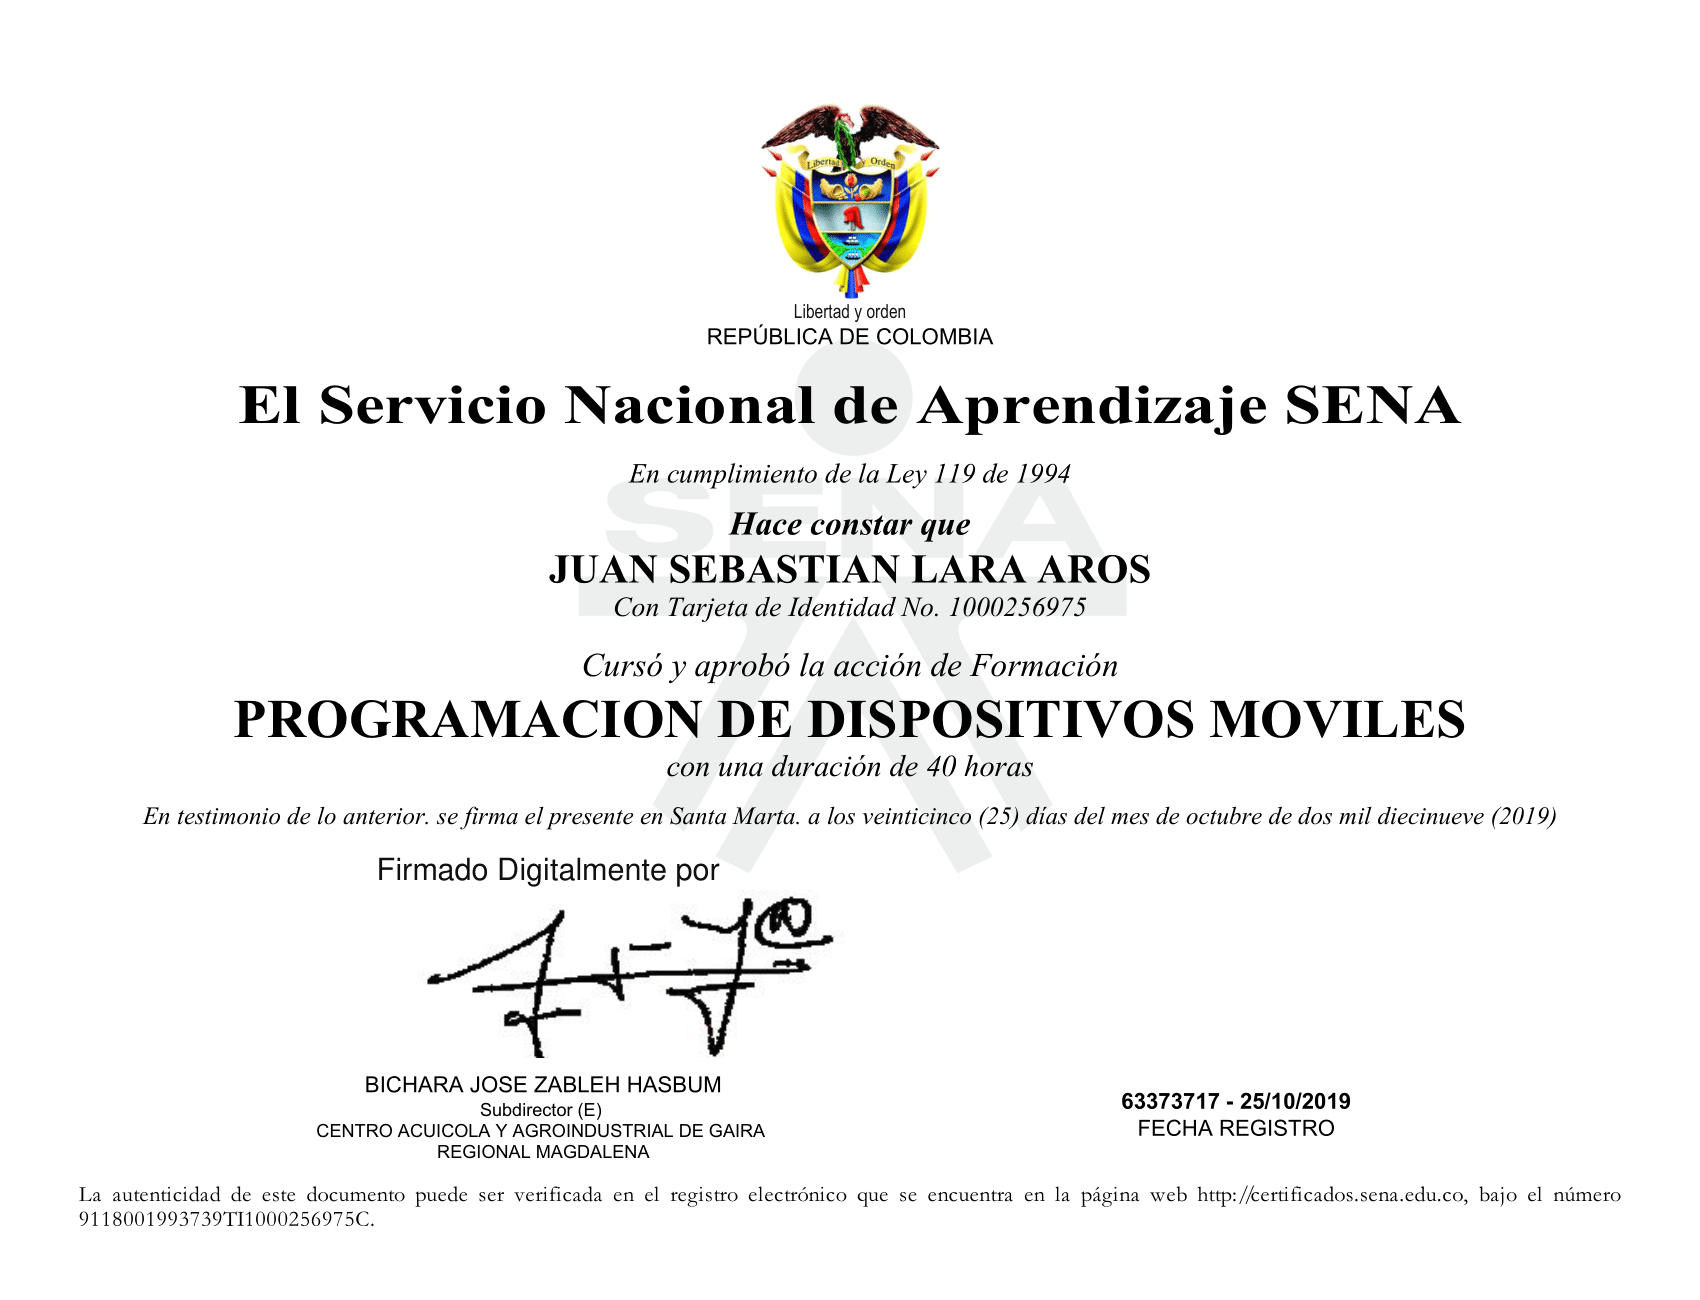 Libertad y Orden
Libertad y orden
REPÚBLICA DE COLOMBIA
El Servicio Nacional de Aprendizaje SENA
En cumplimiento de la Ley 119 de 1994
SENA
Hace constar que
JUAN SEBASTIAN LARA AROS
Con Tarjeta de Identidad No. 1000256975
Cursó y aprobó la acción de Formación
PROGRAMACION DE DISPOSITIVOS MOVILES
con una duración de 40 horas
En testimonio de lo anterior. se firma el presente en Santa Marta. a los veinticinco (25) días del mes de octubre de dos mil diecinueve (2019)
Firmado Digitalmente por
BICHARA JOSE ZABLEH HASBUM
Subdirector (E)
CENTRO ACUICOLA Y AGROINDUSTRIAL DE GAIRA
REGIONAL MAGDALENA
63373717 - 25/10/2019
FECHA REGISTRO
La autenticidad de este documento puede ser verificada en el registro electrónico que se encuentra en la página web http://certificados.sena.edu.co, bajo el número
9118001993739TI1000256975C.